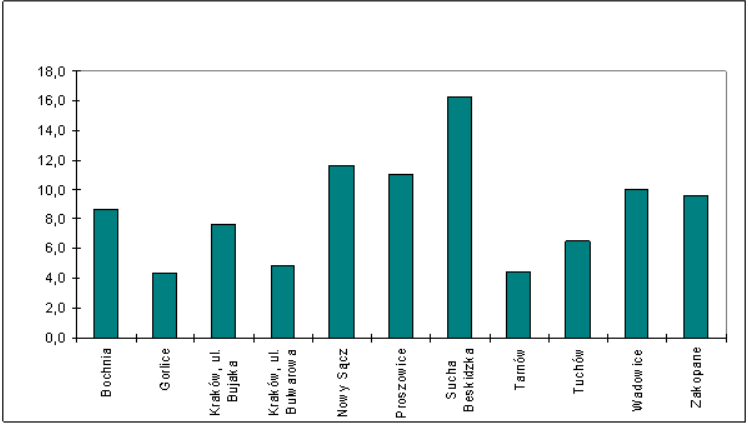 18,0
16,0
14,0
12,0
10,0
8,0
6,0
4,0
2,0
0,0
Bochnia
Gorlice
Kraków, ul.
Bujaka
Kraków, ul.
Bulwarowa
Nowy Sącz
Proszowice
Sucha
Beskidzka
Tarnów
Tuchów
Wadowice
Zakopane